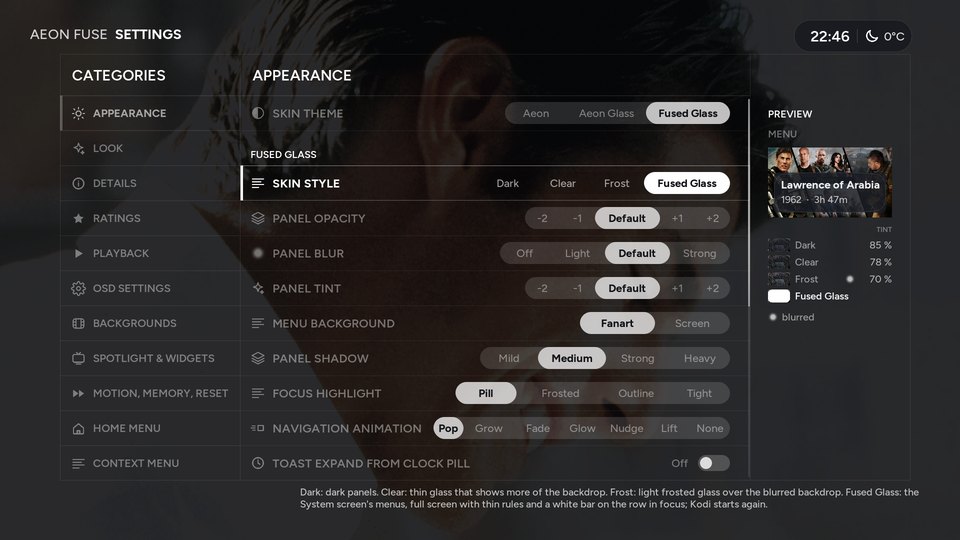 AEON FUSE SETTINGS
22:46 0°C
CATEGORIES
APPEARANCE
LOOK
DETAILS
RATINGS
PLAYBACK
OSD SETTINGS
BACKGROUNDS
SPOTLIGHT & WIDGETS
MOTION, MEMORY, RESET
HOME MENU
CONTEXT MENU
APPEARANCE
SKIN THEME Aeon Aeon Glass Fused Glass
FUSED GLASS
SKIN STYLE Dark Clear Frost Fused Glass
PANEL OPACITY -2 -1 Default +1 +2
PANEL BLUR Off Light Default Strong
PANEL TINT -2 -1 Default +1 +2
MENU BACKGROUND Fanart Screen
PANEL SHADOW Mild Medium Strong Heavy
FOCUS HIGHLIGHT Pill Frosted Outline Tight
NAVIGATION ANIMATION Pop Grow Fade Glow Nudge Lift None
TOAST EXPAND FROM CLOCK PILL Off
PREVIEW
MENU
Lawrence of Arabia
1962 · 3h 47m
TINT
Dark 85 %
Clear 78 %
Frost 70 %
Fused Glass
blurred
Dark: dark panels. Clear: thin glass that shows more of the backdrop. Frost: light frosted glass over the blurred backdrop. Fused Glass: the
System screen's menus, full screen with thin rules and a white bar on the row in focus; Kodi starts again.